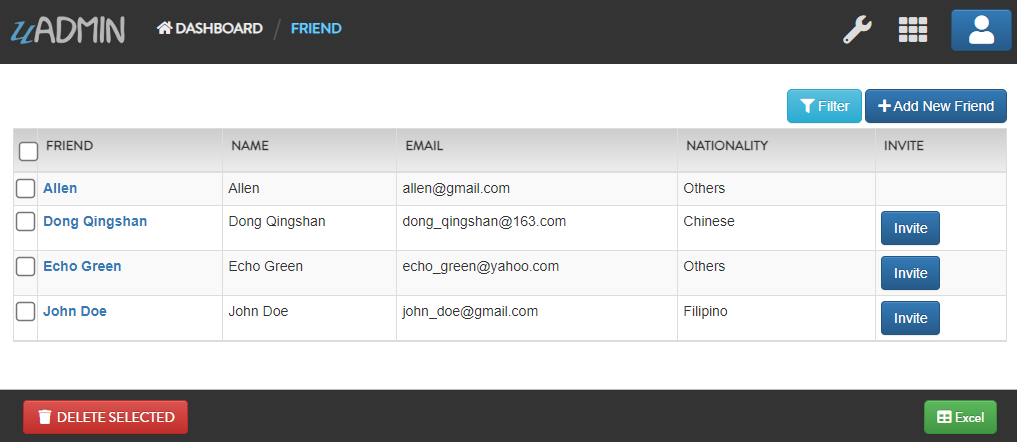 uADMIN DASHBOARD / FRIEND
Filter Add New Friend
FRIEND NAME EMAIL NATIONALITY INVITE
Allen Allen allen@gmail.com Others
Dong Qingshan Dong Qingshan dong_qingshan@163.com Chinese Invite
Echo Green Echo Green echo_green@yahoo.com Others Invite
John Doe John Doe john_doe@gmail.com Filipino Invite
DELETE SELECTED Excel